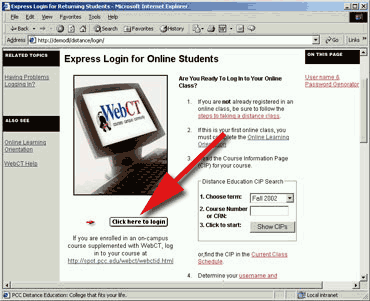 Express Login for Returning Students - Microsoft Internet Explorer
File Edit View Favorites Tools Help
Back Search Favorites History
Address http://demod/distance/login/ Go Links
RELATED TOPICS
Having Problems
Logging In?
ALSO SEE
Online Learning
Orientation
WebCT Help
Express Login for Online Students
WebCT
Click here to login
If you are enrolled in an on-campus
course supplemented with WebCT, log
in to your course at
http://spot.pcc.edu/webct/webctid.html
Are You Ready To Log In to Your Online
Class?
1. If you are not already registered in an
online class, be sure to follow the
steps to taking a distance class.
2. If this is your first online class, you
must complete the Online Learning
Orientation
3. Read the Course Information Page
(CIP) for your course.
Distance Education CIP Search
1. Choose term: Fall 2002
2. Course Number
or CRN:
3. Click to start: Show CIPs
or,find the CIP in the Current Class
Schedule.
4. Determine your username and
ON THIS PAGE
User name &
Password Generator
PCC Distance Education: College that fits your life.
Local intranet